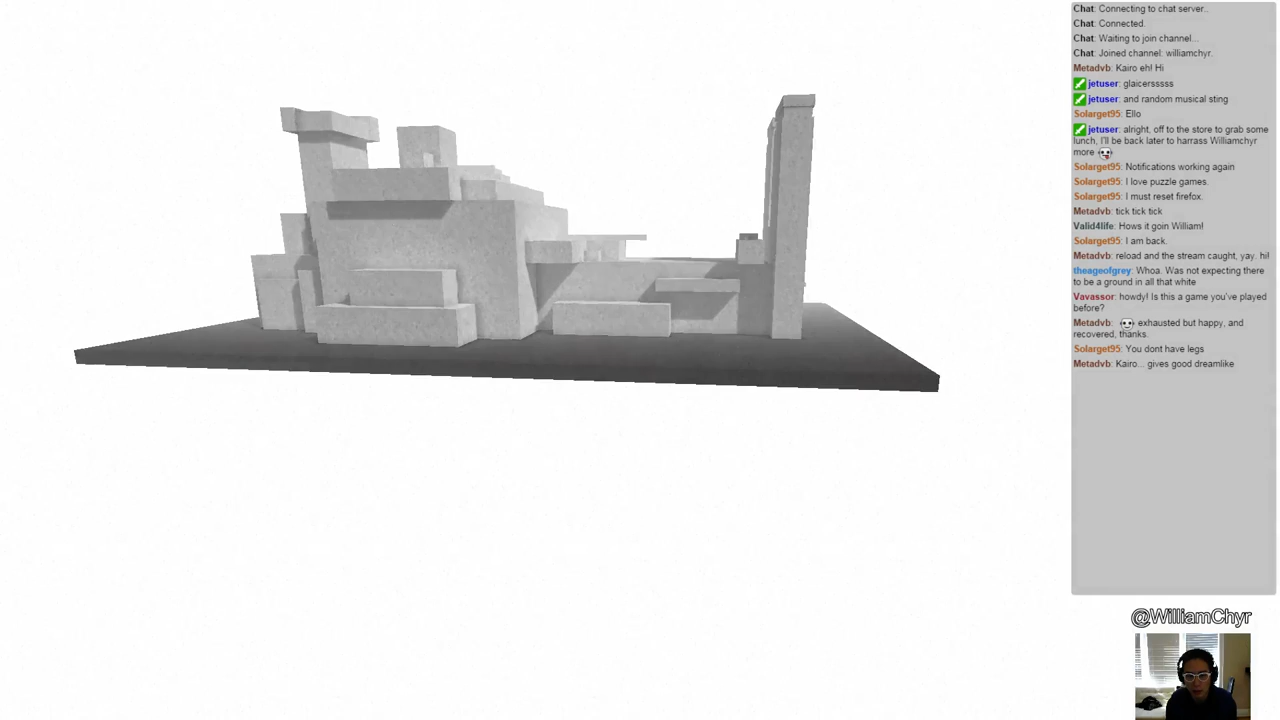 Chat: Connecting to chat server..
Chat: Connected.
Chat: Waiting to join channel...
Chat: Joined channel: williamchyr.
Metadvb: Kairo eh! Hi
jetuser: glaicersssss
jetuser: and random musical sting
Solarget95: Ello
jetuser: alright, off to the store to grab some
lunch, I'll be back later to harrass Williamchyr
more
Solarget95: Notifications working again
Solarget95: I love puzzle games.
Solarget95: I must reset firefox.
Metadvb: tick tick tick
Valid4life: Hows it goin William!
Solarget95: I am back.
Metadvb: reload and the stream caught, yay. hi!
theageofgrey: Whoa. Was not expecting there
to be a ground in all that white
Vavassor: howdy! Is this a game you've played
before?
Metadvb: exhausted but happy, and
recovered, thanks.
Solarget95: You dont have legs
Metadvb: Kairo... gives good dreamlike
@WilliamChyr